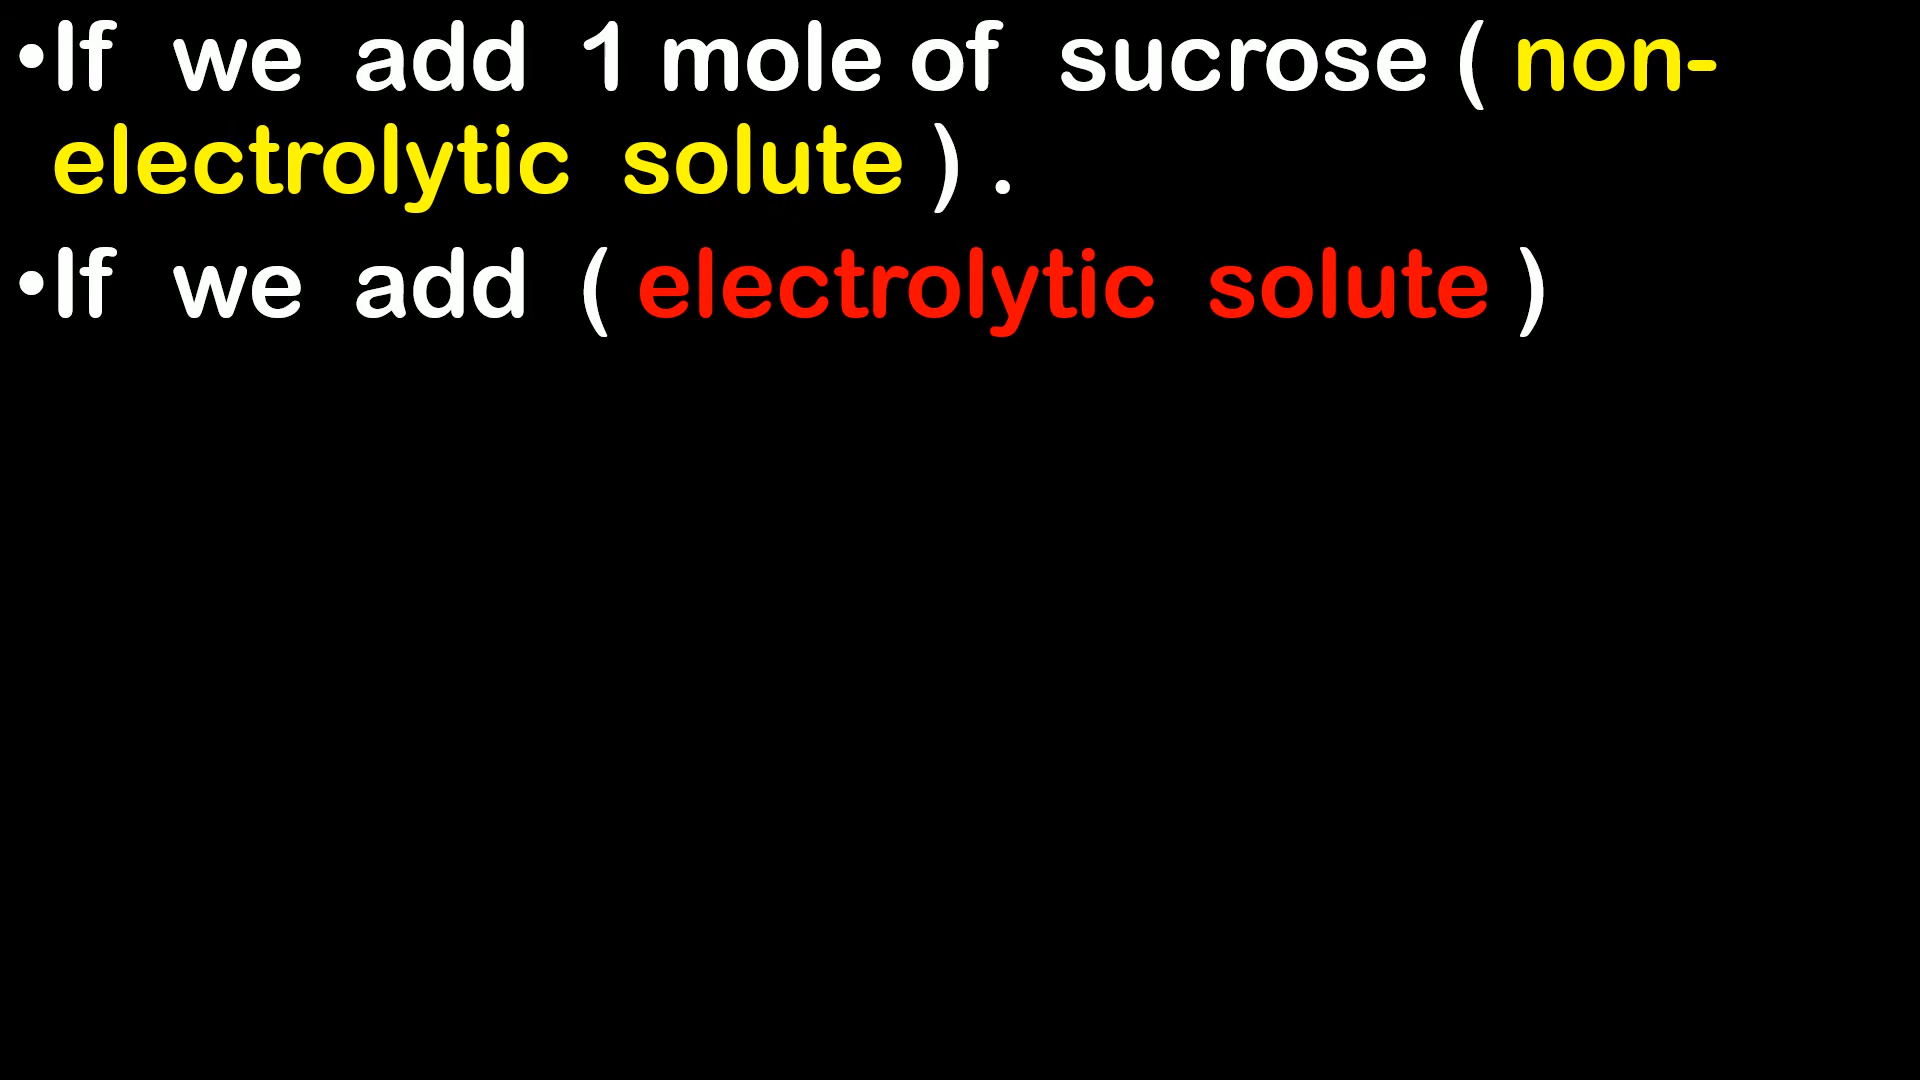 •If we add 1 mole of sucrose ( non-
electrolytic solute ) .
•If we add ( electrolytic solute )